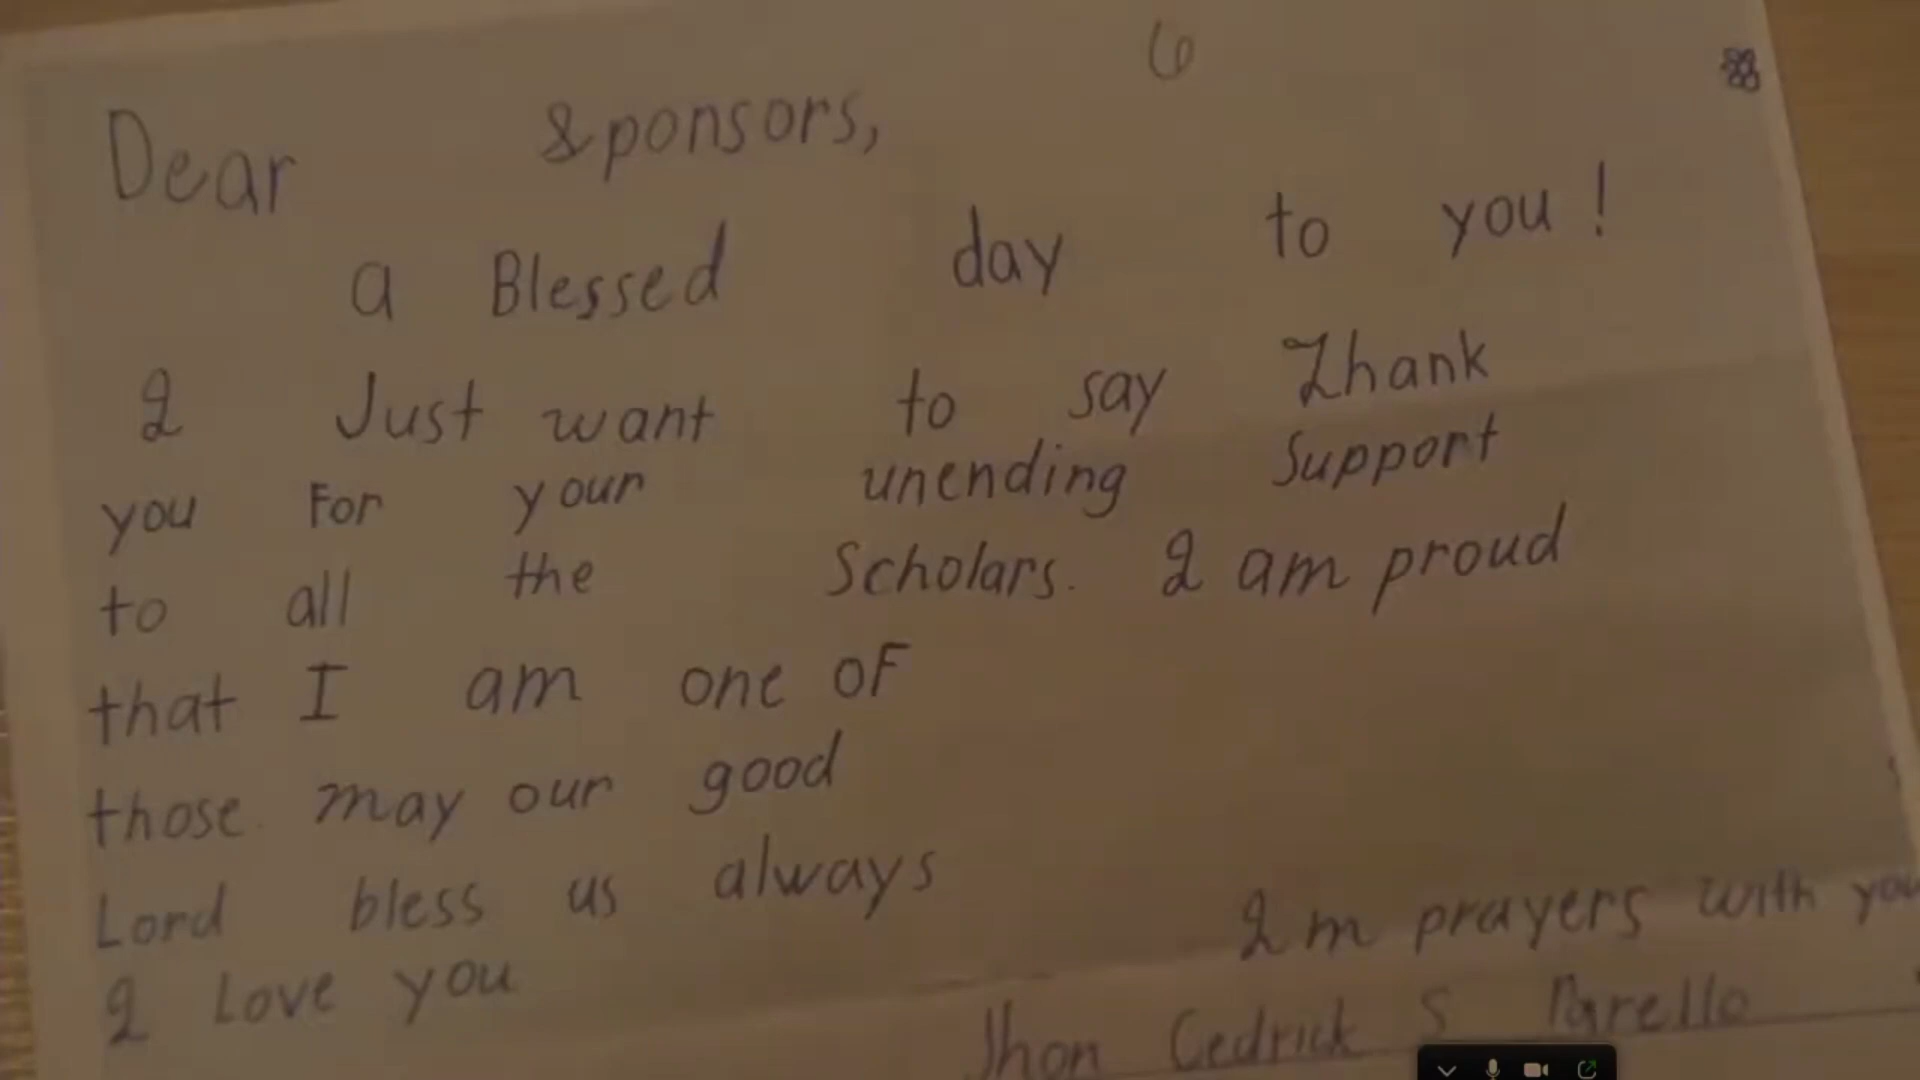 6
Dear sponsors,
a Blessed day to you!
I Just want to say Thank
you For your unending Support
to all the Scholars. I am proud
that I am one oF
those. may our good
Lord bless us always
I Love you
I m prayers with you
Jhon Cedrick S